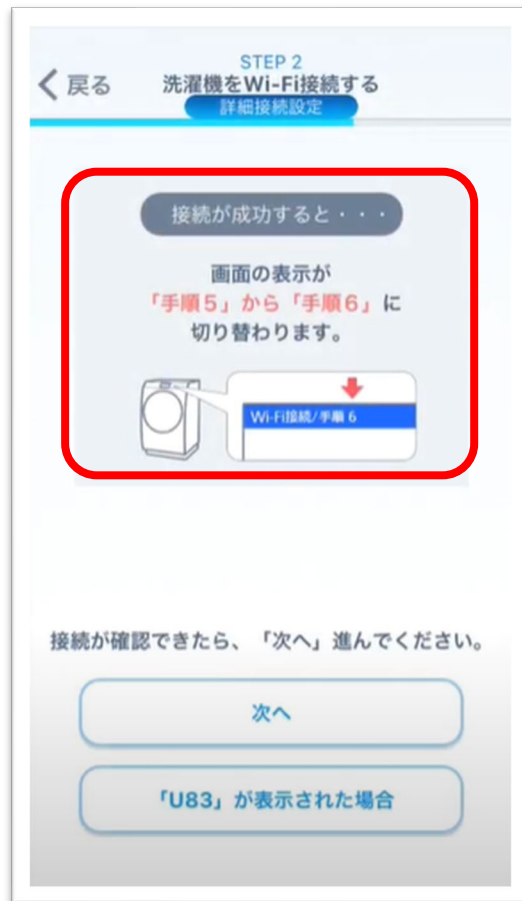 STEP 2
戻る
洗濯機をWi-Fi接続する
詳細接続設定
接続が成功すると・・・
画面の表示が
「手順5」から「手順6」に
切り替わります。
Wi-Fi接続/手順 6
接続が確認できたら、「次へ」進んでください。
次へ
「U83」が表示された場合